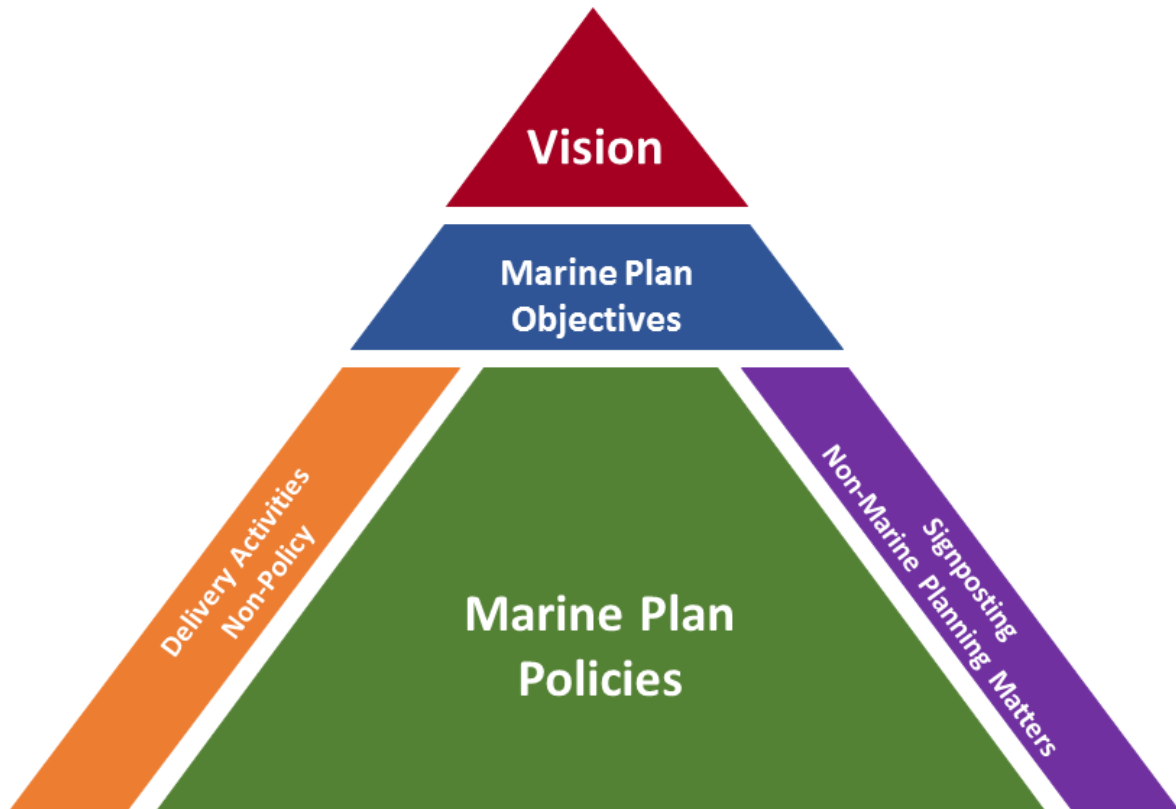 Vision
Marine Plan
Objectives
Delivery Activities
Non-Policy
Marine Plan
Policies
Signposting
Non-Marine Planning Matters